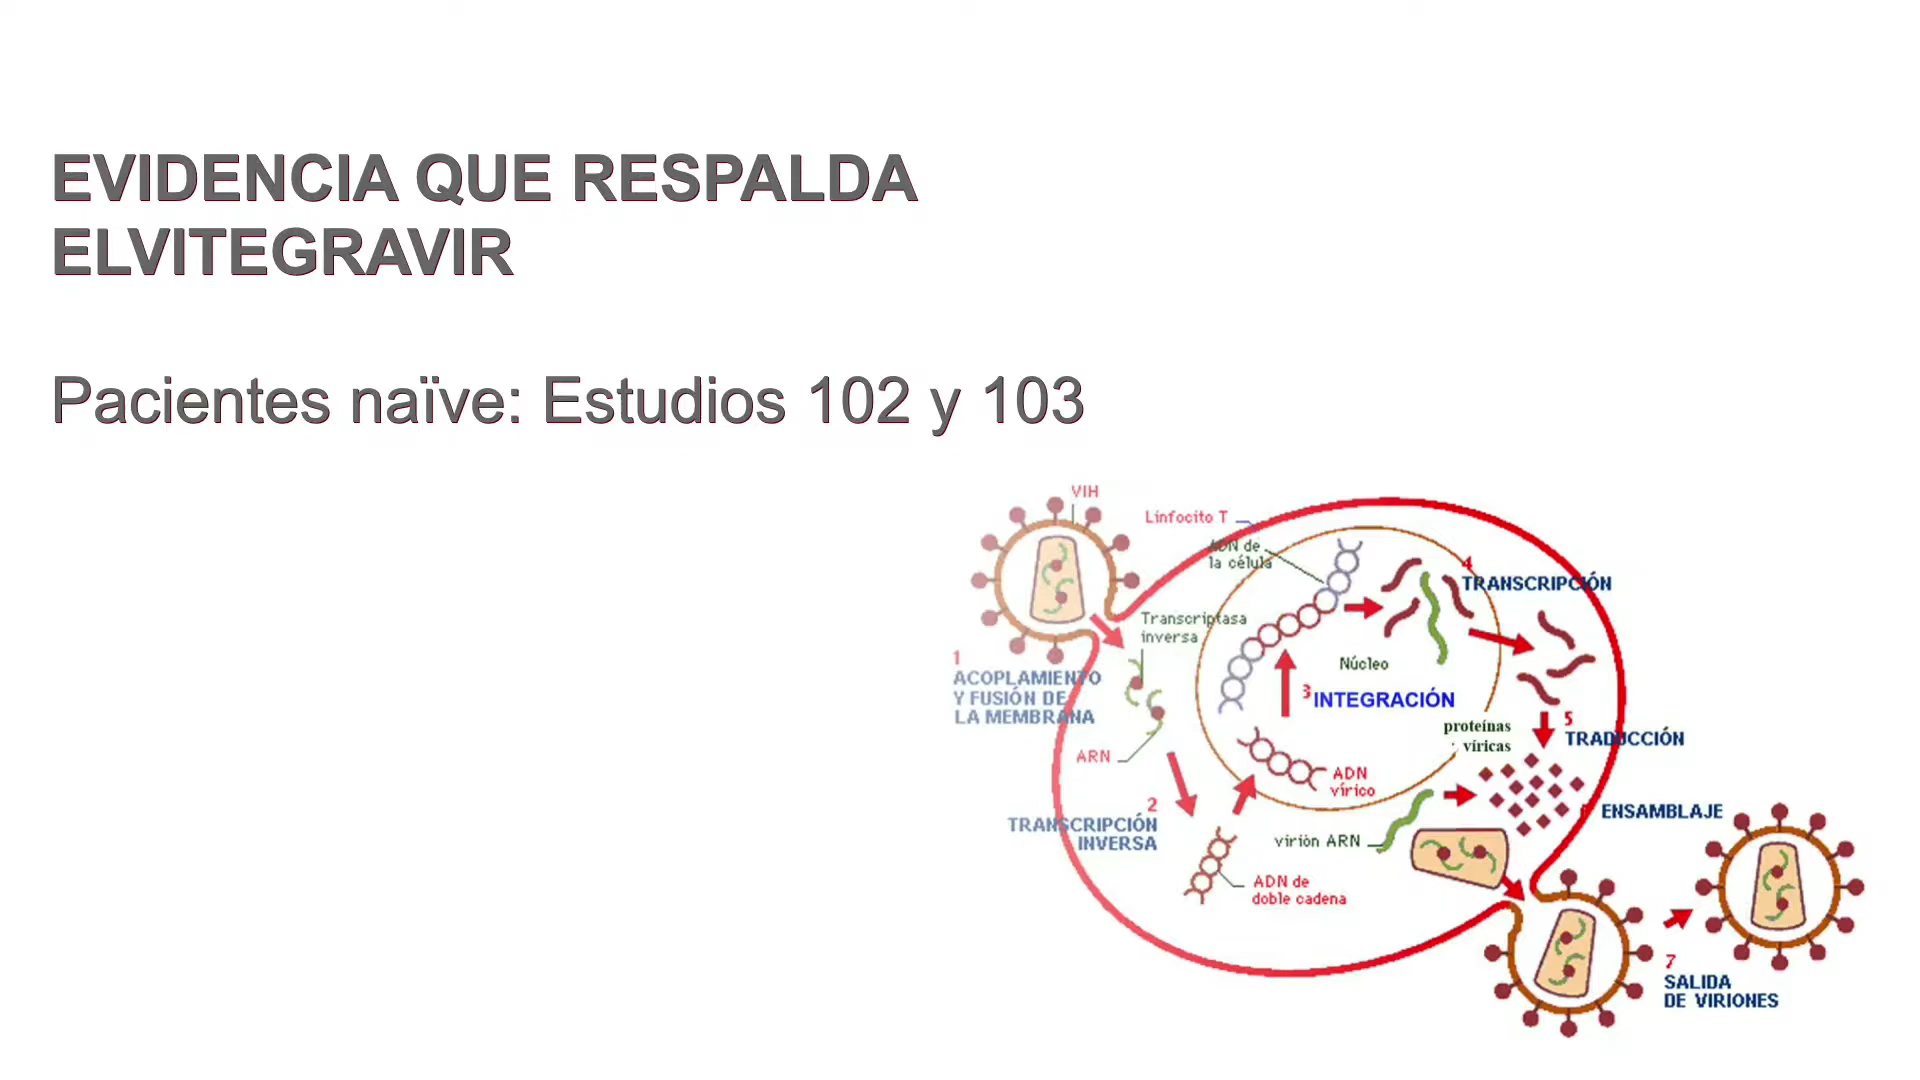 EVIDENCIA QUE RESPALDA
ELVITEGRAVIR
Pacientes naïve: Estudios 102 y 103
VIH
Linfocito T
ADN de
la célula
4
TRANSCRIPCIÓN
Transcriptasa
inversa
Núcleo
1
ACOPLAMIENTO
Y FUSIÓN DE
LA MEMBRANA
3
INTEGRACIÓN
proteínas
víricas
5
TRADUCCIÓN
ARN
ADN
vírico
2
TRANSCRIPCIÓN
INVERSA
ENSAMBLAJE
virión ARN
ADN de
doble cadena
7
SALIDA
DE VIRIONES